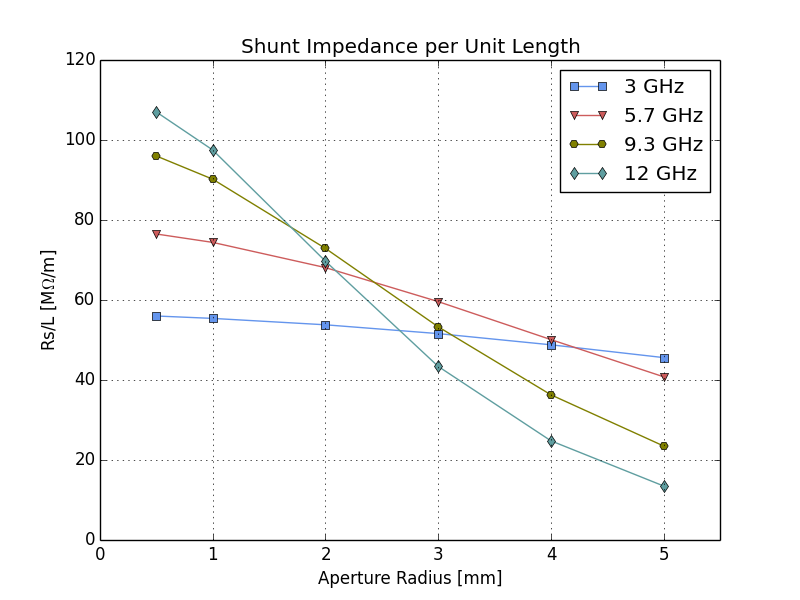 Shunt Impedance per Unit Length
3 GHz
5.7 GHz
9.3 GHz
12 GHz
Rs/L [MΩ/m]
120
100
80
60
40
20
0
0 1 2 3 4 5
Aperture Radius [mm]